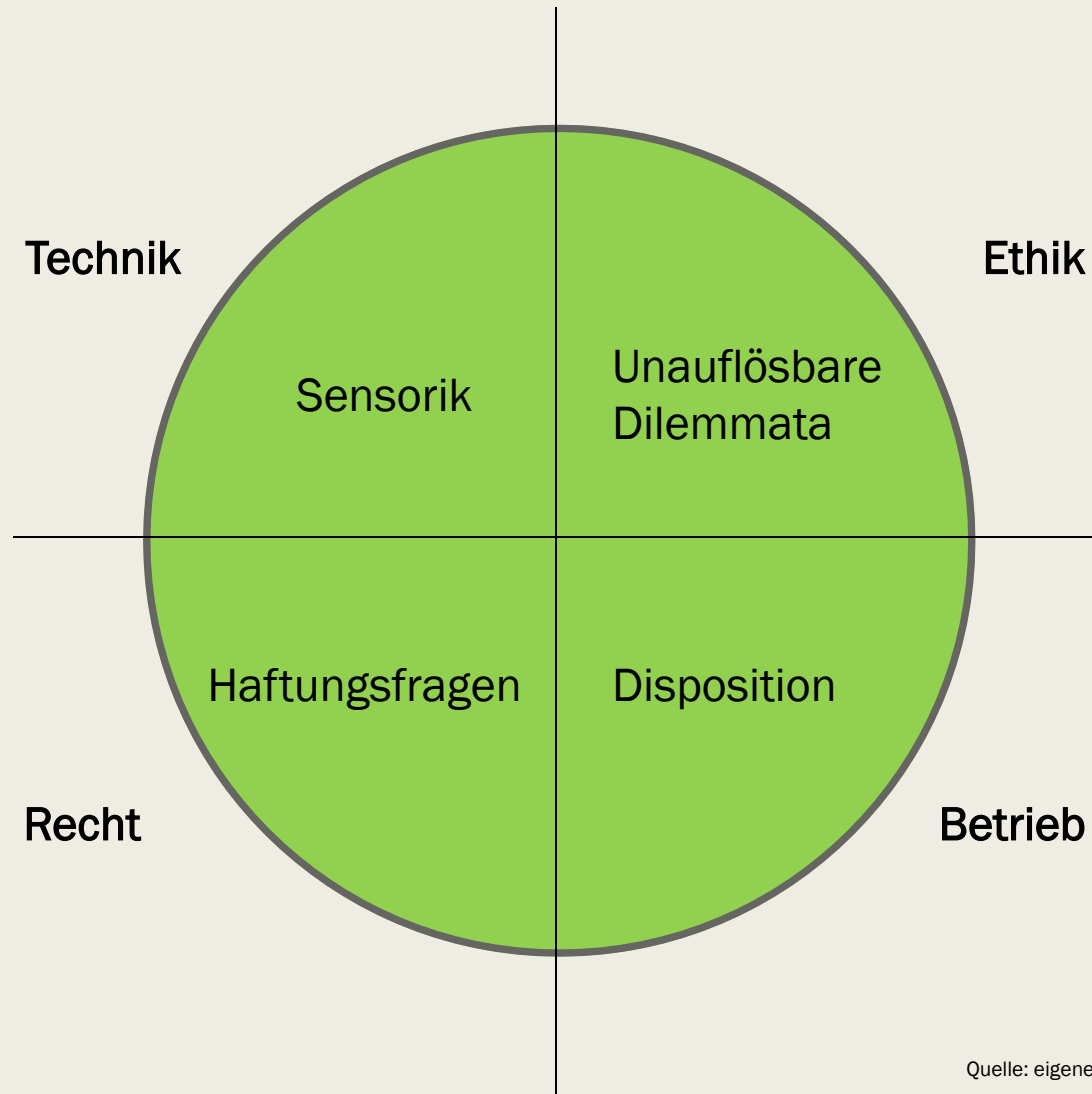 Technik
Ethik
Sensorik
Unauflösbare
Dilemmata
Haftungsfragen
Disposition
Recht
Betrieb
Quelle: eigene